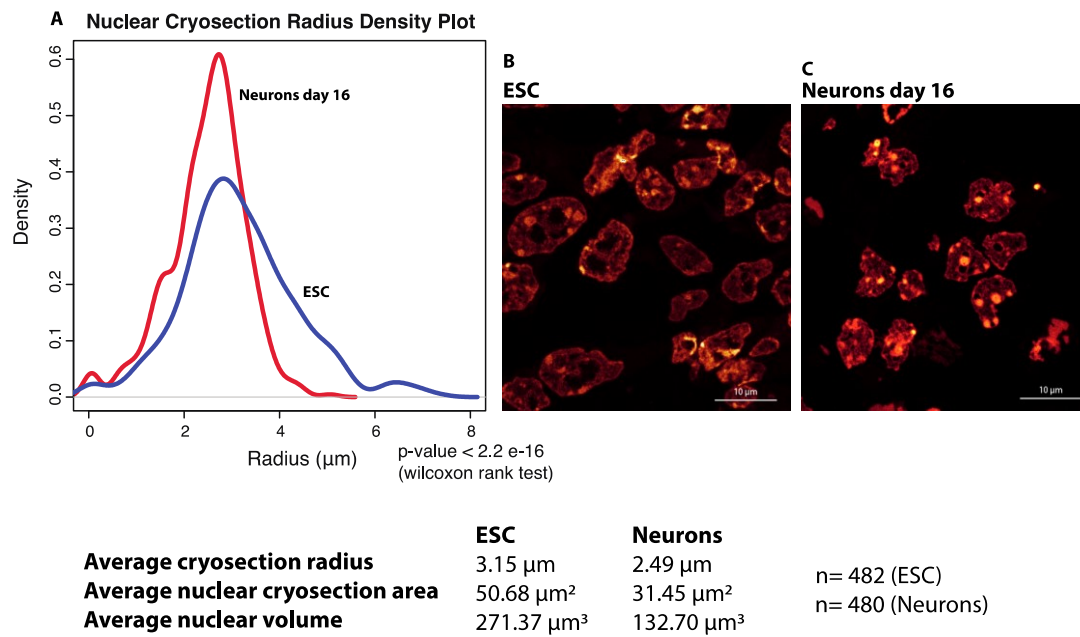 A
Nuclear Cryosection Radius Density Plot
0.6
0.5
0.4
0.3
0.2
0.1
0.0
Density
Neurons day 16
ESC
0 2 4 6 8
Radius (μm)
p-value < 2.2 e-16
(wilcoxon rank test)
B
ESC
10 μm
C
Neurons day 16
10 μm
ESC Neurons
Average cryosection radius 3.15 μm 2.49 μm
Average nuclear cryosection area 50.68 μm² 31.45 μm²
Average nuclear volume 271.37 μm³ 132.70 μm³
n= 482 (ESC)
n= 480 (Neurons)